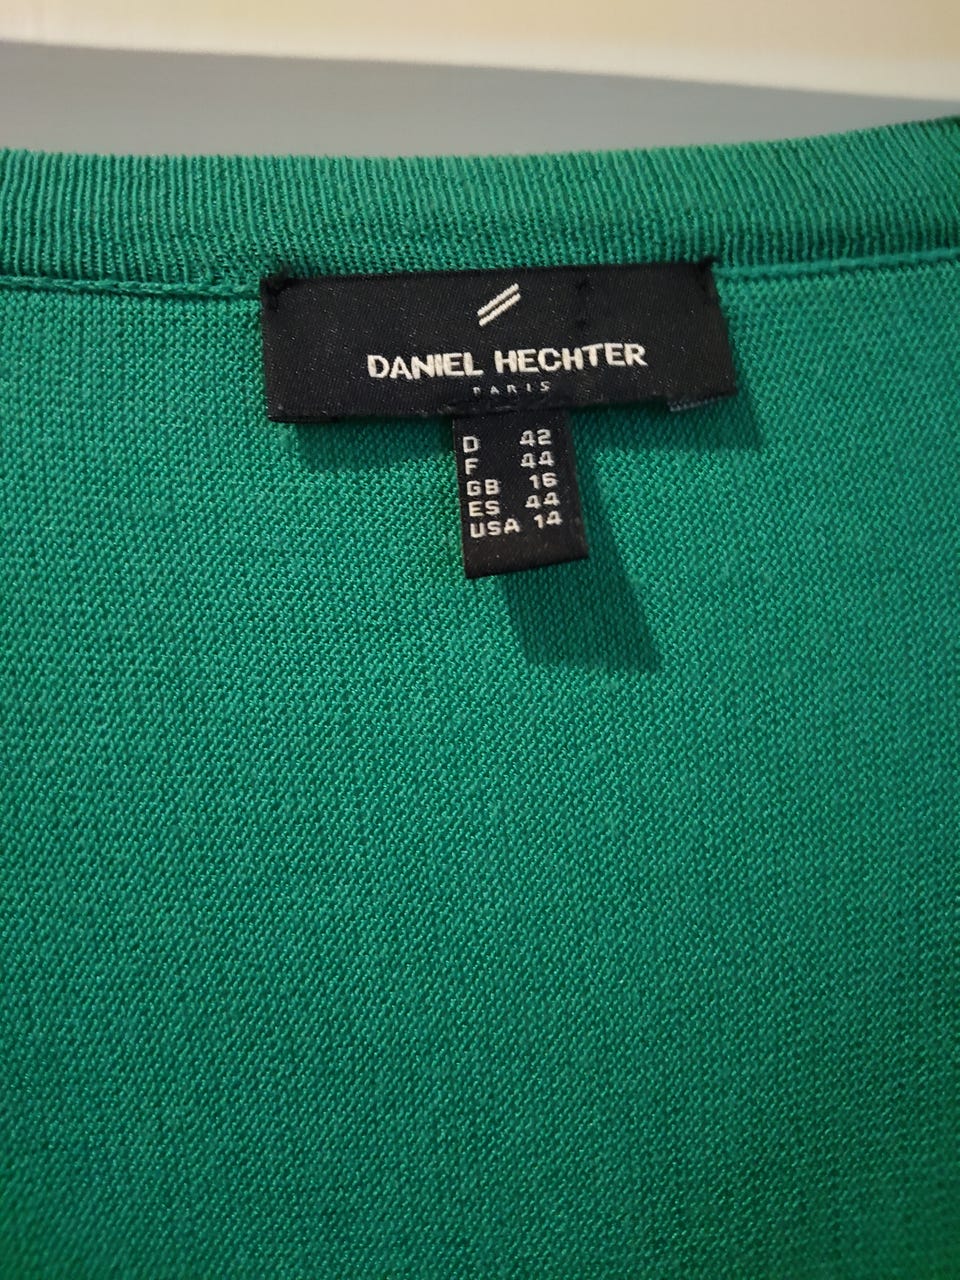 DANIEL HECHTER
PARIS
D 42
F 44
GB 16
ES 44
USA 14